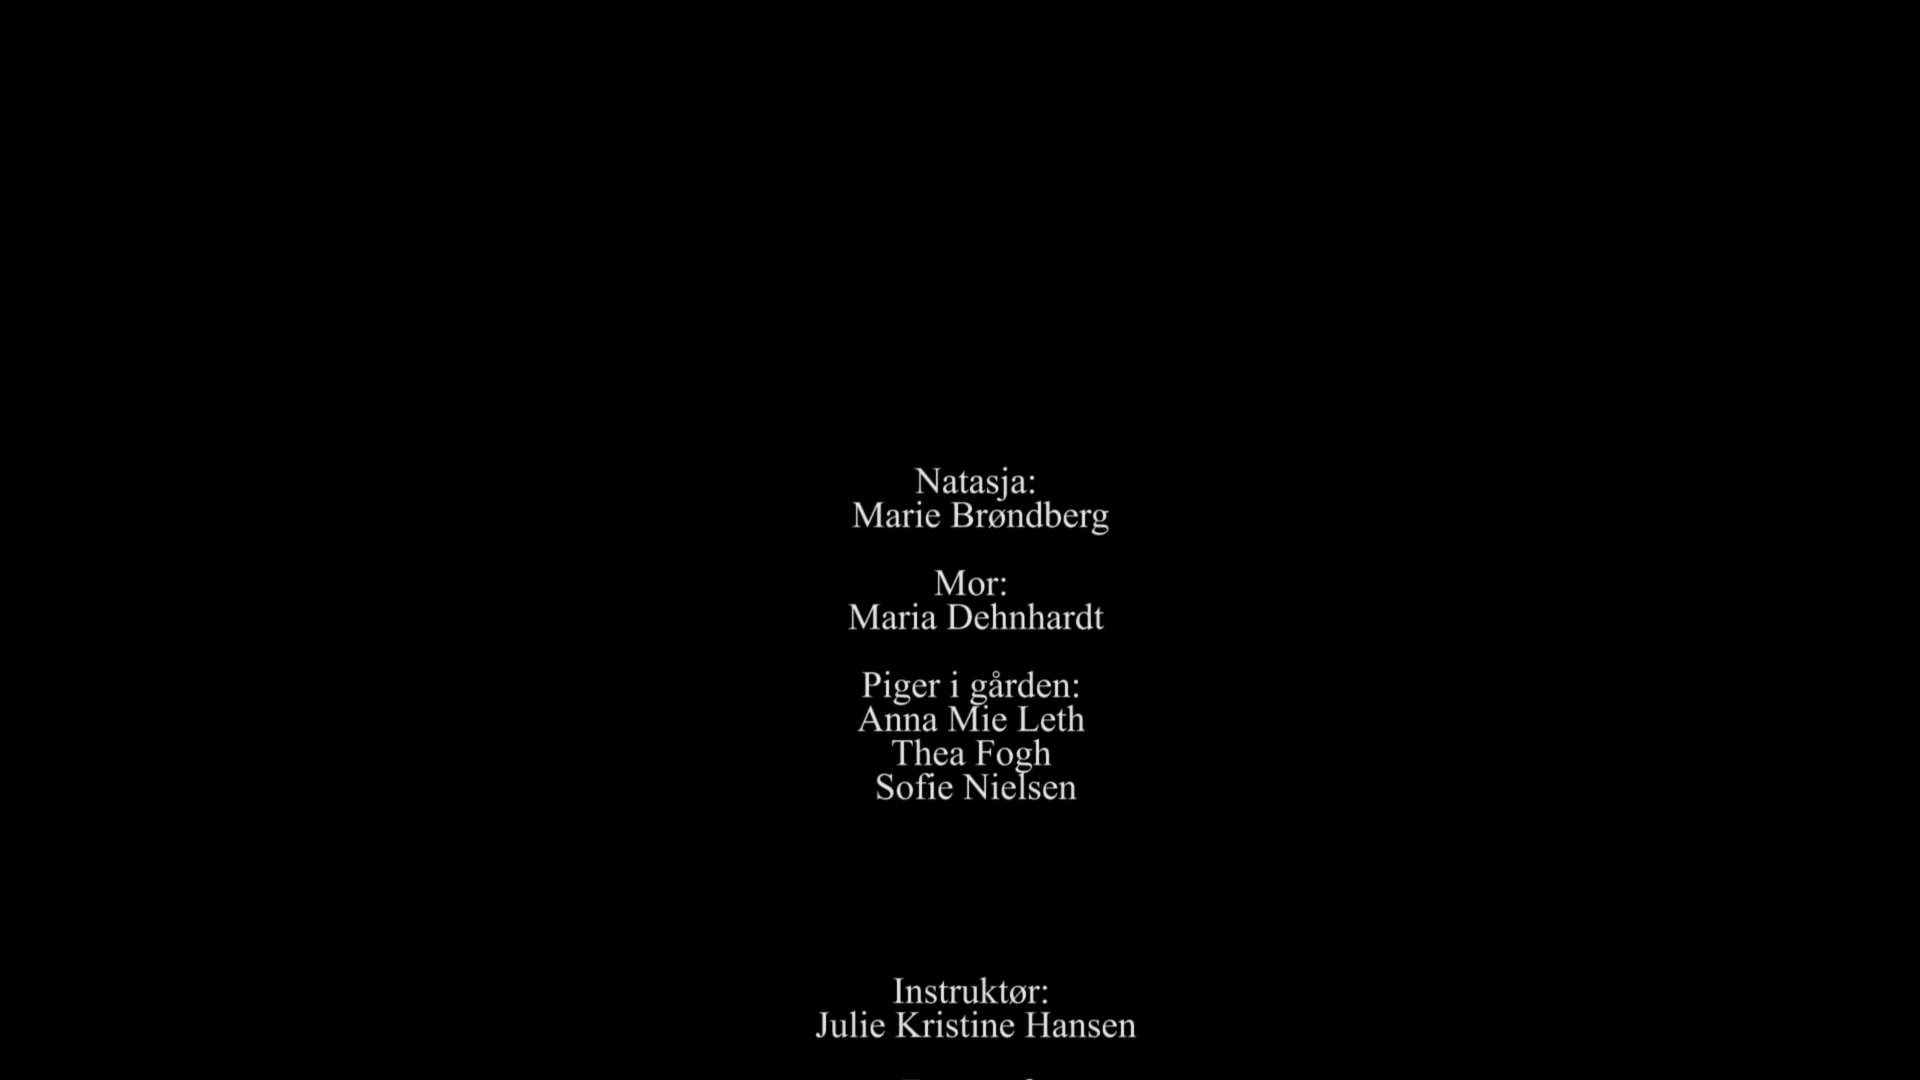 Natasja:
Marie Brøndberg
Mor:
Maria Dehnhardt
Piger i gården:
Anna Mie Leth
Thea Fogh
Sofie Nielsen
Instruktør:
Julie Kristine Hansen